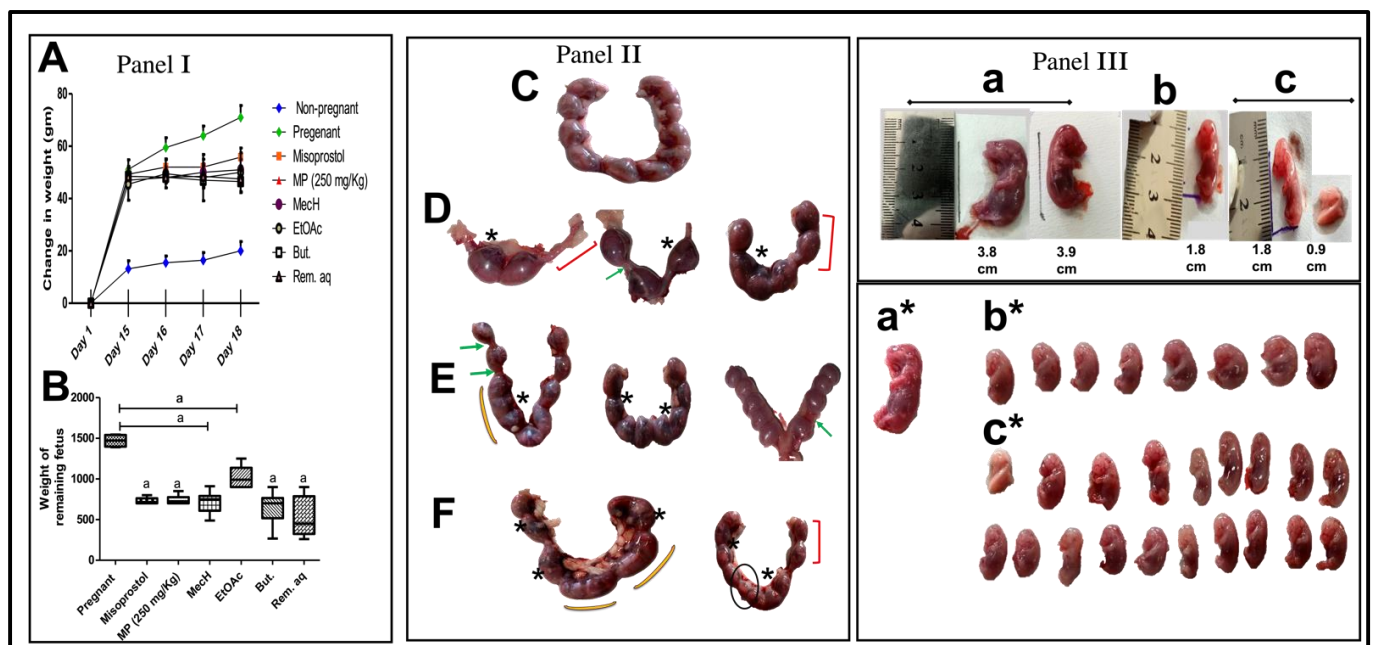 A
Panel I
Change in weight (gm)
80
60
40
20
0
Day 1
Day 15
Day 16
Day 17
Day 18
Non-pregnant
Pregenant
Misoprostol
MP (250 mg/Kg)
MecH
EtOAc
But.
Rem. aq
B
Weight of
remaining fetus
2000
1500
1000
500
0
a
a
a
a
a
a
Pregnant
Misoprostol
MP (250 mg/Kg)
MecH
EtOAc
But.
Rem. aq
Panel II
C
D
*
*
*
E
*
*
*
F
*
*
*
*
*
Panel III
a
b
c
3.8
cm
3.9
cm
1.8
cm
1.8
cm
0.9
cm
a*
b*
c*